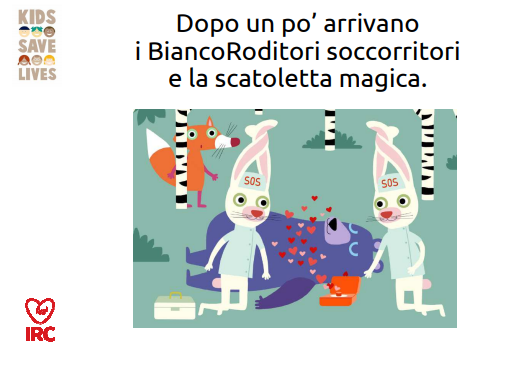 KIDS
SAVE
LIVES
Dopo un po’ arrivano
i BiancoRoditori soccorritori
e la scatoletta magica.
SOS
SOS
IRC